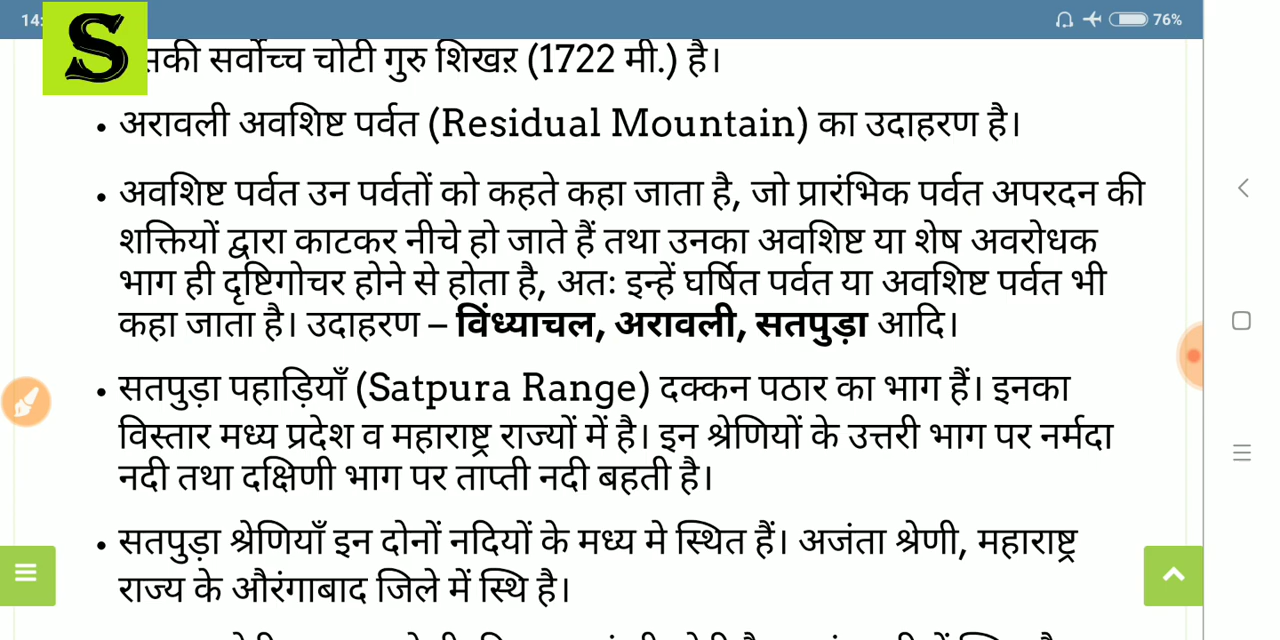 14:
76%
S
सकी सर्वोच्च चोटी गुरु शिखऱ (1722 मी.) है।
• अरावली अवशिष्ट पर्वत (Residual Mountain) का उदाहरण है।
• अवशिष्ट पर्वत उन पर्वतों को कहते कहा जाता है, जो प्रारंभिक पर्वत अपरदन की
शक्तियों द्वारा काटकर नीचे हो जाते हैं तथा उनका अवशिष्ट या शेष अवरोधक
भाग ही दृष्टिगोचर होने से होता है, अतः इन्हें घर्षित पर्वत या अवशिष्ट पर्वत भी
कहा जाता है। उदाहरण – विंध्याचल, अरावली, सतपुड़ा आदि।
• सतपुड़ा पहाड़ियाँ (Satpura Range) दक्कन पठार का भाग हैं। इनका
विस्तार मध्य प्रदेश व महाराष्ट्र राज्यों में है। इन श्रेणियों के उत्तरी भाग पर नर्मदा
नदी तथा दक्षिणी भाग पर ताप्ती नदी बहती है।
• सतपुड़ा श्रेणियाँ इन दोनों नदियों के मध्य मे स्थित हैं। अजंता श्रेणी, महाराष्ट्र
राज्य के औरंगाबाद जिले में स्थि है।